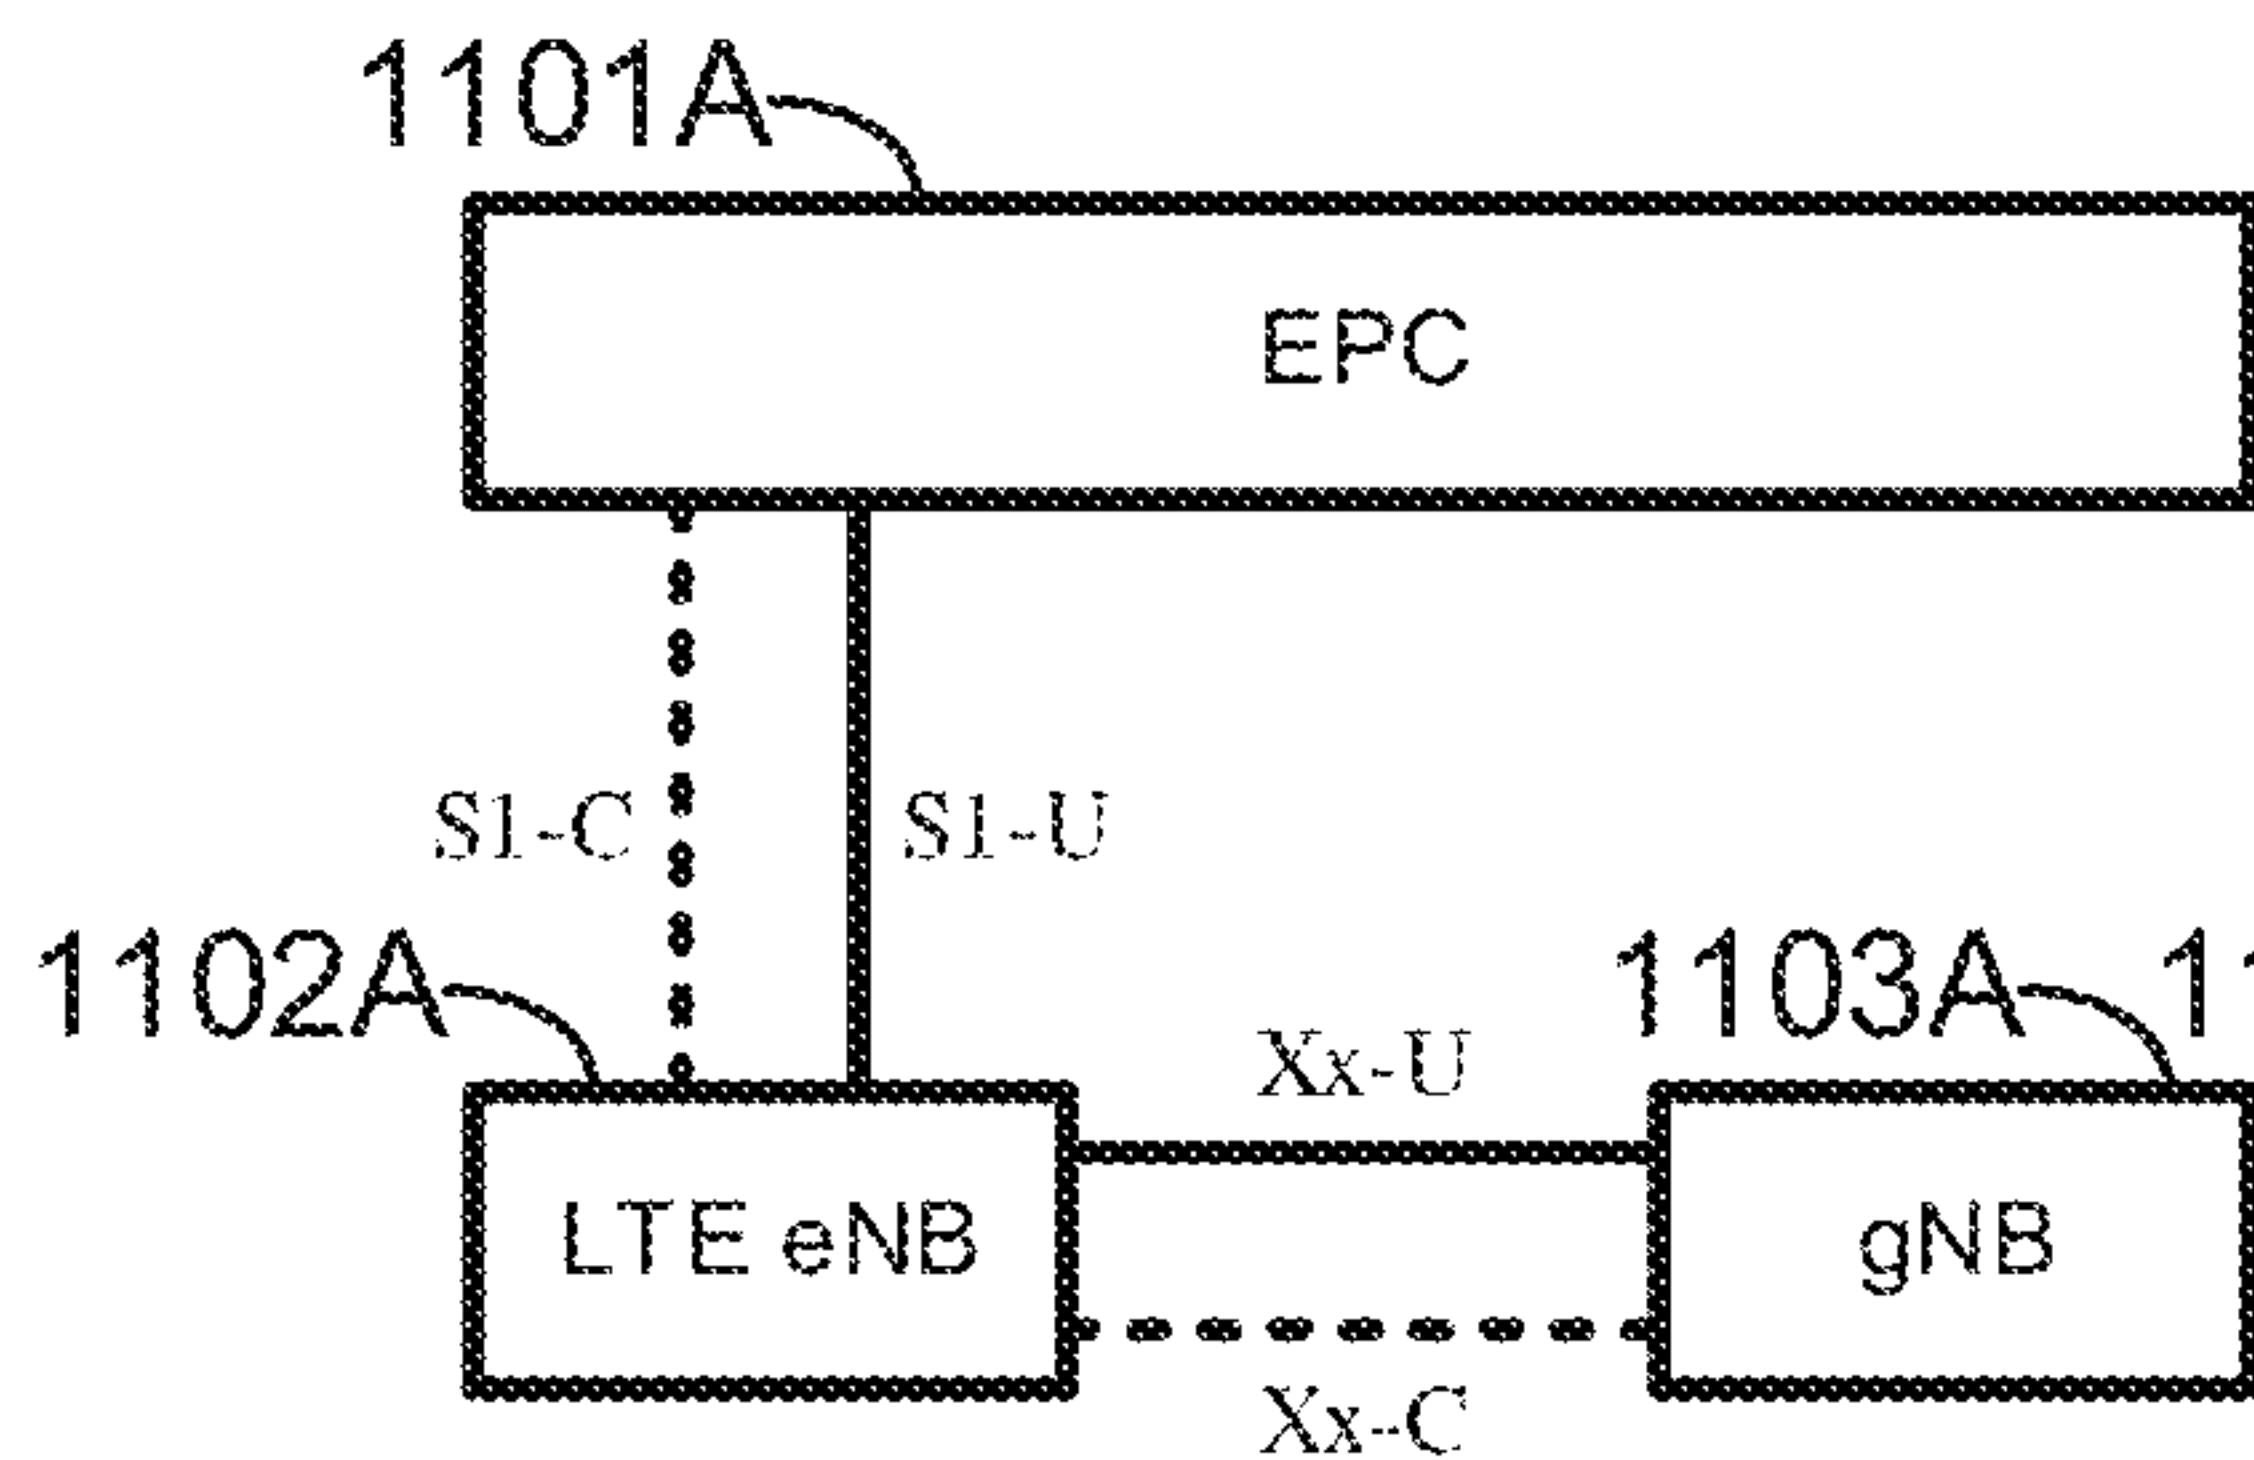 1101A
EPC
S1-C S1-U
1102A 1103A
Xx-U
LTE eNB gNB
Xx-C